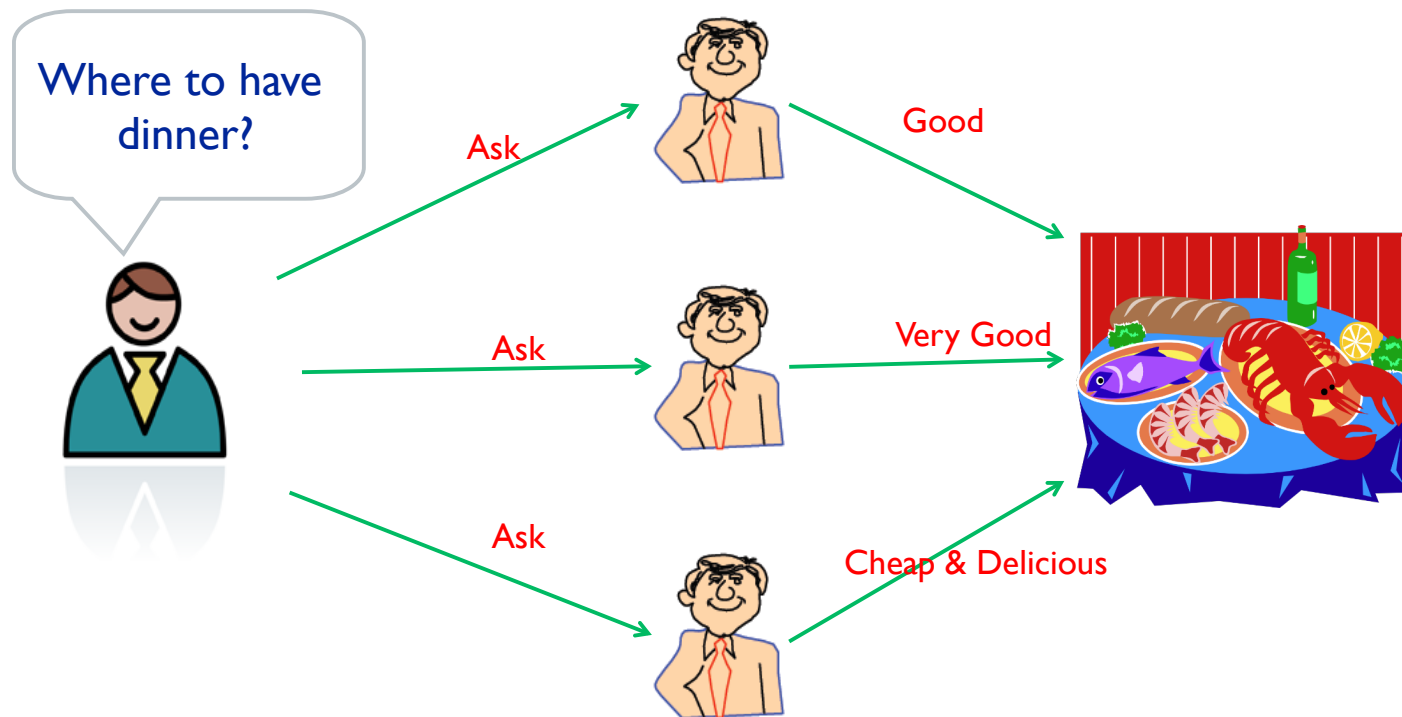 Where to have
dinner?
Ask
Good
Ask
Very Good
Ask
Cheap & Delicious